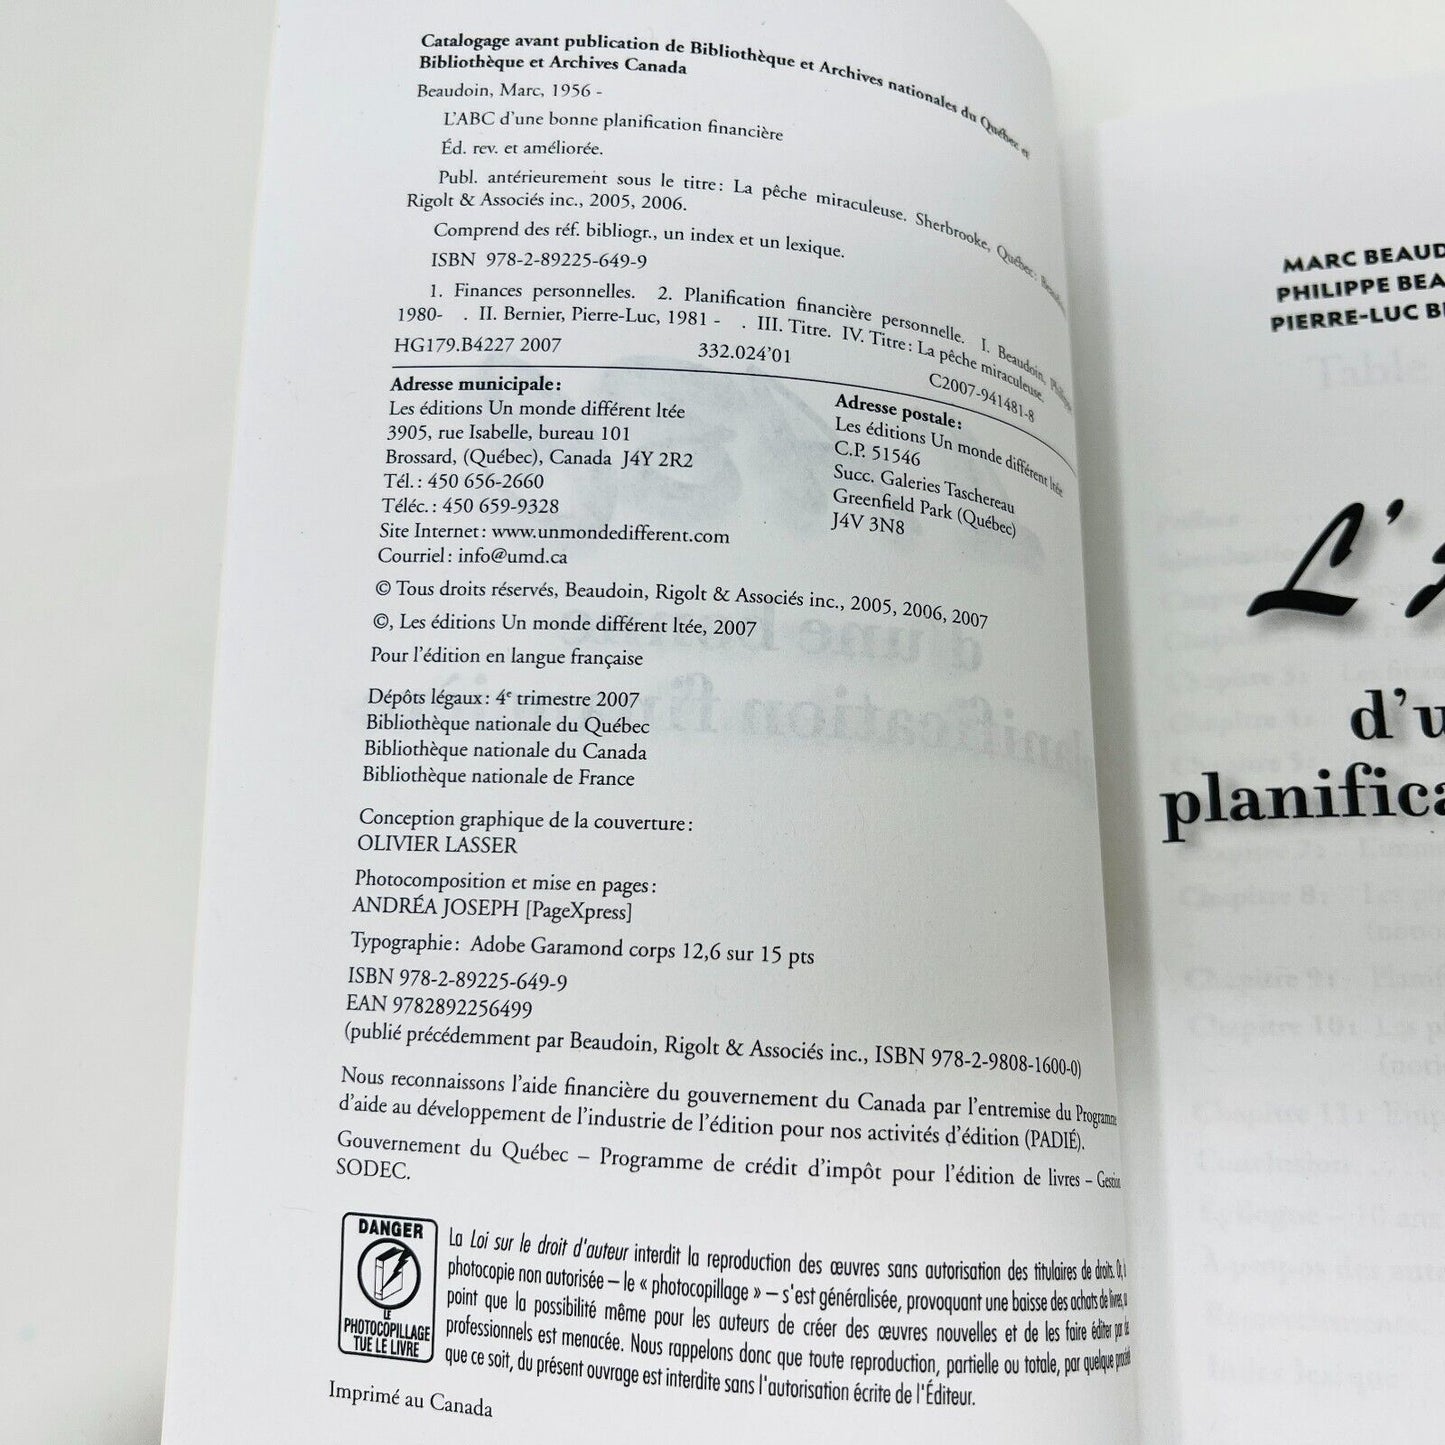 Catalogage avant publication de Bibliothèque et Archives nationales du Québec et
Bibliothèque et Archives Canada
Beaudoin, Marc, 1956 -
L'ABC d'une bonne planification financière
Éd. rev. et améliorée.
Publ. antérieurement sous le titre : La pêche miraculeuse. Sherbrooke, Québec : Beaudoin
Rigolt & Associés inc., 2005, 2006.
Comprend des réf. bibliogr., un index et un lexique.
ISBN 978-2-89225-649-9
1. Finances personnelles. 2. Planification financière personnelle. I. Beaudoin, Philippe
1980- . II. Bernier, Pierre-Luc, 1981 - . III. Titre. IV. Titre : La pêche miraculeuse.
HG179.B4227 2007 332.024'01 C2007-941481-8
Adresse municipale :
Les éditions Un monde différent ltée
3905, rue Isabelle, bureau 101
Brossard, (Québec), Canada J4Y 2R2
Tél. : 450 656-2660
Téléc. : 450 659-9328
Site Internet : www.unmondedifferent.com
Courriel : info@umd.ca
Adresse postale :
Les éditions Un monde différent ltée
C.P. 51546
Succ. Galeries Taschereau
Greenfield Park (Québec)
J4V 3N8
© Tous droits réservés, Beaudoin, Rigolt & Associés inc., 2005, 2006, 2007
©, Les éditions Un monde différent ltée, 2007
Pour l'édition en langue française
Dépôts légaux : 4e trimestre 2007
Bibliothèque nationale du Québec
Bibliothèque nationale du Canada
Bibliothèque nationale de France
Conception graphique de la couverture :
OLIVIER LASSER
Photocomposition et mise en pages :
ANDRÉA JOSEPH [PageXpress]
Typographie : Adobe Garamond corps 12,6 sur 15 pts
ISBN 978-2-89225-649-9
EAN 9782892256499
(publié précédemment par Beaudoin, Rigolt & Associés inc., ISBN 978-2-9808-1600-0)
Nous reconnaissons l'aide financière du gouvernement du Canada par l'entremise du Programme
d'aide au développement de l'industrie de l'édition pour nos activités d'édition (PADIÉ).
Gouvernement du Québec – Programme de crédit d'impôt pour l'édition de livres – Gestion
SODEC.
DANGER
LE
PHOTOCOPILLAGE
TUE LE LIVRE
La Loi sur le droit d'auteur interdit la reproduction des œuvres sans autorisation des titulaires de droits. Or, la
photocopie non autorisée – le « photocopillage » – s'est généralisée, provoquant une baisse des achats de livres, au
point que la possibilité même pour les auteurs de créer des œuvres nouvelles et de les faire éditer par des
professionnels est menacée. Nous rappelons donc que toute reproduction, partielle ou totale, par quelque procédé
que ce soit, du présent ouvrage est interdite sans l'autorisation écrite de l'Éditeur.
Imprimé au Canada
MARC BEAUD
PHILIPPE BEA
PIERRE-LUC BE
L'A
d'u
planifica